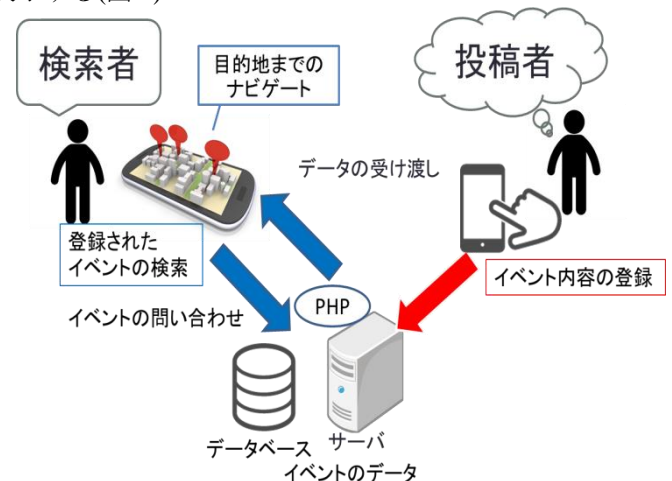 検索者
目的地までの
ナビゲート
投稿者
データの受け渡し
登録された
イベントの検索
イベント内容の登録
イベントの問い合わせ
PHP
データベース
サーバ
イベントのデータ